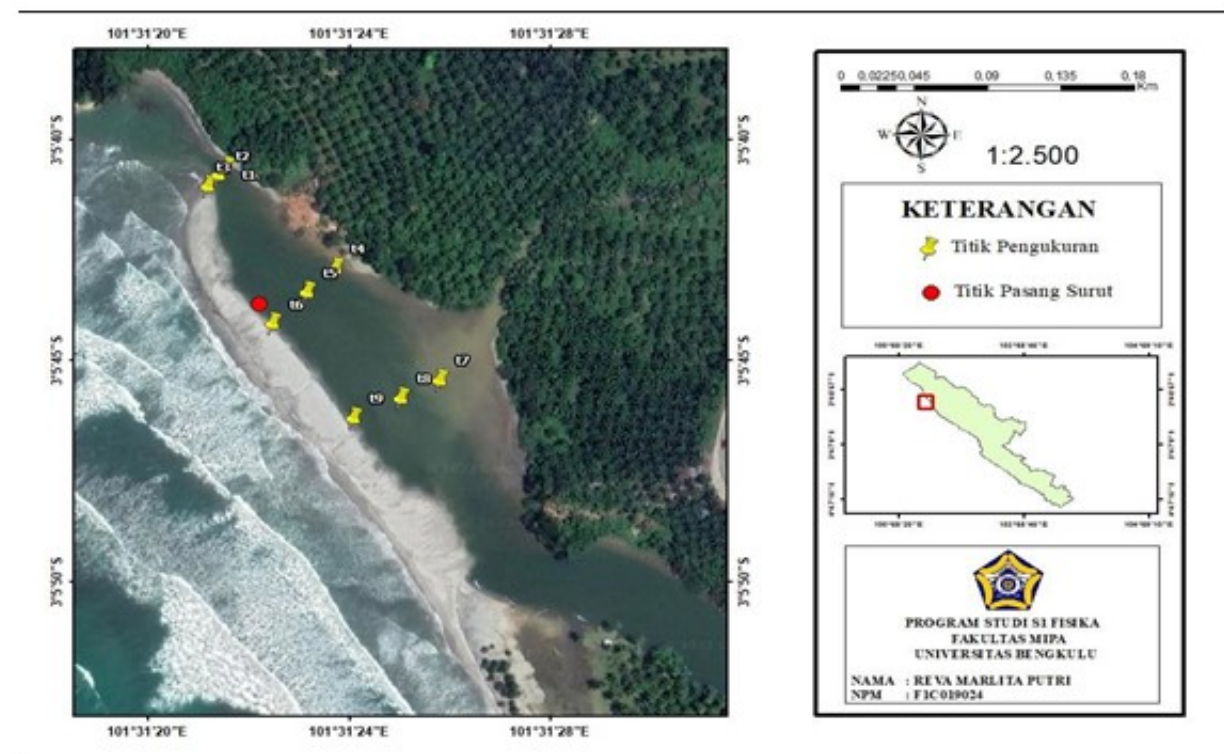 101°31'20"E 101°31'24"E 101°31'28"E
3°5'40"S
3°5'45"S
3°5'50"S
t2
t3
t1
t4
t5
t6
t7
t8
t9
3°5'40"S
3°5'45"S
3°5'50"S
101°31'20"E 101°31'24"E 101°31'28"E
0 0.02250.045 0.09 0.135 0.18
Km
N
W E
S
1:2.500
KETERANGAN
Titik Pengukuran
Titik Pasang Surut
PROGRAM STUDI S1 FISIKA
FAKULTAS MIPA
UNIVERSITAS BENGKULU
NAMA : REVA MARLITA PUTRI
NPM : F1C019024